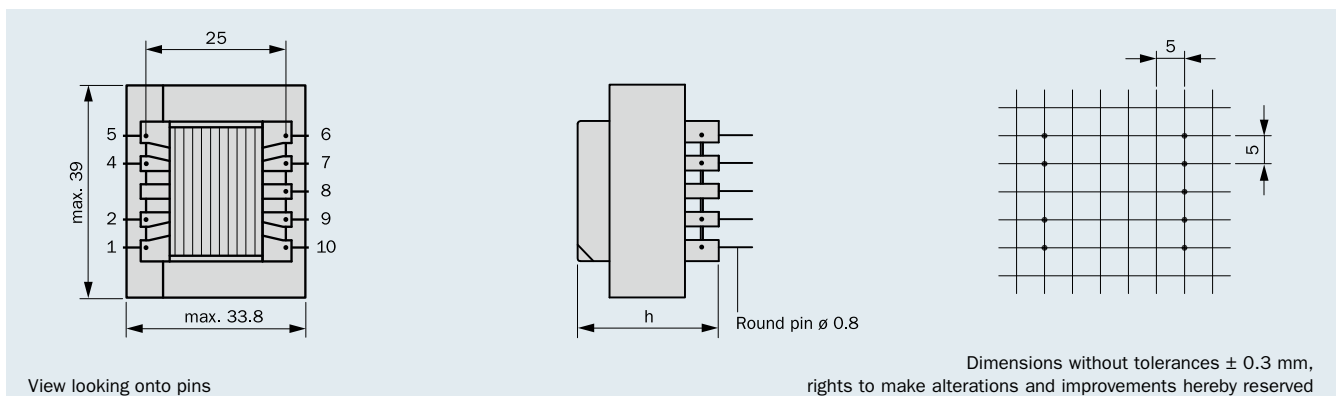 25
5
5 6
4 7
max. 39
8
5
2 9
1 10
max. 33.8
h
Round pin ø 0.8
Dimensions without tolerances ± 0.3 mm,
View looking onto pins
rights to make alterations and improvements hereby reserved